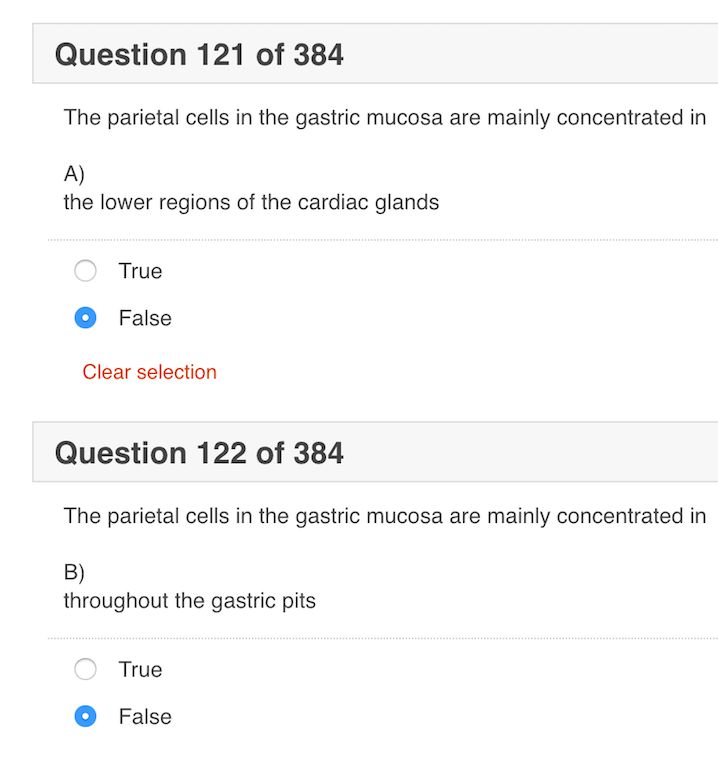 Question 121 of 384
The parietal cells in the gastric mucosa are mainly concentrated in
A)
the lower regions of the cardiac glands
True
False
Clear selection
Question 122 of 384
The parietal cells in the gastric mucosa are mainly concentrated in
B)
throughout the gastric pits
True
False